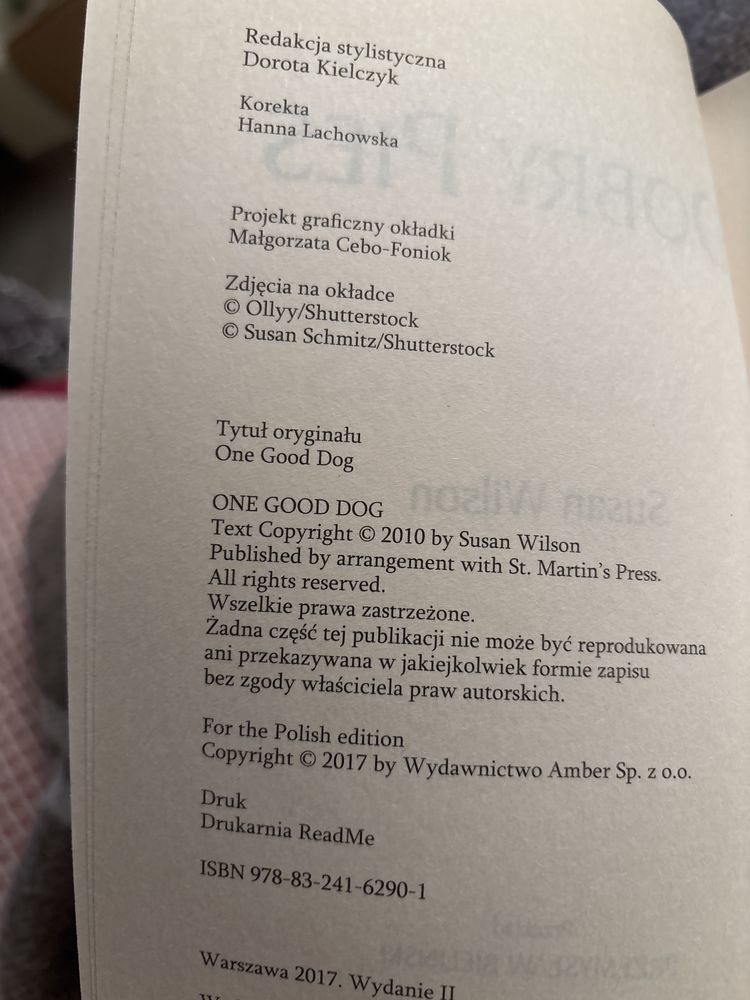 Redakcja stylistyczna
Dorota Kielczyk
Korekta
Hanna Lachowska
Projekt graficzny okładki
Małgorzata Cebo-Foniok
Zdjęcia na okładce
© Ollyy/Shutterstock
© Susan Schmitz/Shutterstock
Tytuł oryginału
One Good Dog
ONE GOOD DOG
Text Copyright © 2010 by Susan Wilson
Published by arrangement with St. Martin's Press.
All rights reserved.
Wszelkie prawa zastrzeżone.
Żadna część tej publikacji nie może być reprodukowana
ani przekazywana w jakiejkolwiek formie zapisu
bez zgody właściciela praw autorskich.
For the Polish edition
Copyright © 2017 by Wydawnictwo Amber Sp. z o.o.
Druk
Drukarnia ReadMe
ISBN 978-83-241-6290-1
Warszawa 2017. Wydanie II